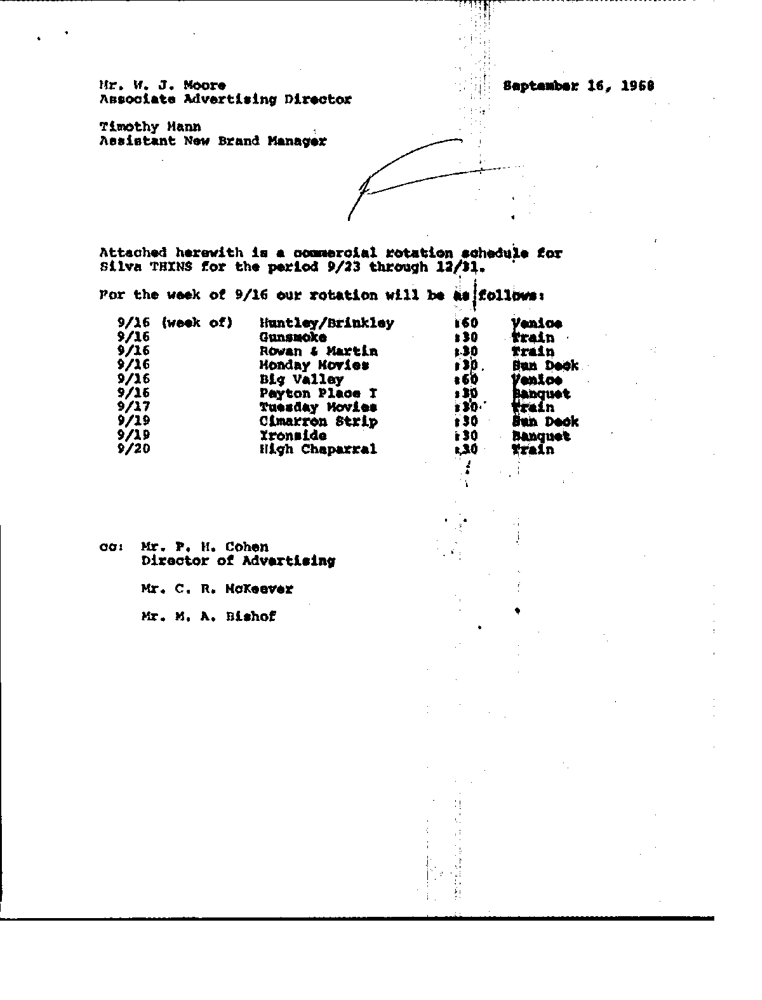 Mr. W. J. Moore September 16, 1968
Associate Advertising Director
Timothy Mann
Assistant New Brand Manager
Attached herewith is a commercial rotation schedule for
Silva THINS for the period 9/23 through 12/31.
For the week of 9/16 our rotation will be as follows:
9/16 (week of) Huntley/Brinkley :60 Venice
9/16 Gunsmoke :30 Train
9/16 Rowan & Martin :30 Train
9/16 Monday Movies :30 Sun Deck
9/16 Big Valley :60 Venice
9/16 Payton Place I :30 Banquet
9/17 Tuesday Movies :30 Train
9/19 Cimarron Strip :30 Sun Deck
9/19 Ironside :30 Banquet
9/20 High Chaparral :30 Train
cc: Mr. P. H. Cohen
Director of Advertising
Mr. C. R. McKeever
Mr. M. A. Bishof